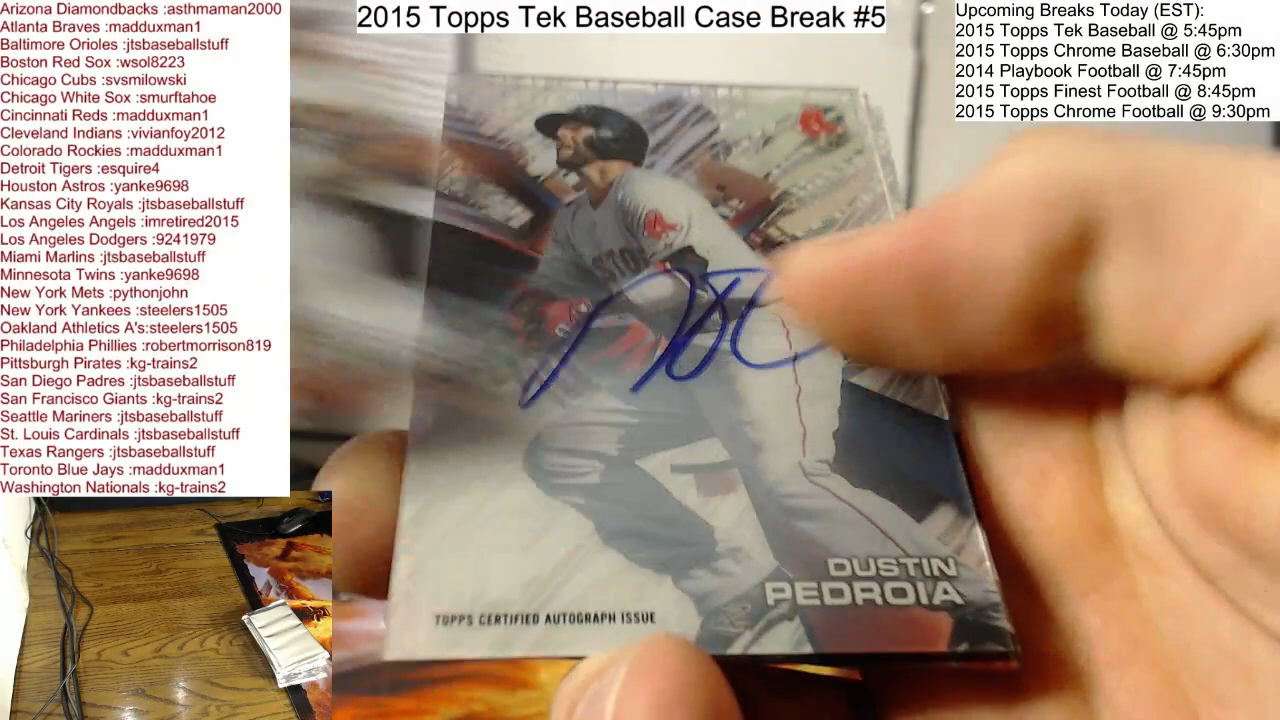 Arizona Diamondbacks :asthmaman2000
Atlanta Braves :madduxman1
Baltimore Orioles :jtsbaseballstuff
Boston Red Sox :wsol8223
Chicago Cubs :svsmilowski
Chicago White Sox :smurftahoe
Cincinnati Reds :madduxman1
Cleveland Indians :vivianfoy2012
Colorado Rockies :madduxman1
Detroit Tigers :esquire4
Houston Astros :yanke9698
Kansas City Royals :jtsbaseballstuff
Los Angeles Angels :imretired2015
Los Angeles Dodgers :9241979
Miami Marlins :jtsbaseballstuff
Minnesota Twins :yanke9698
New York Mets :pythonjohn
New York Yankees :steelers1505
Oakland Athletics A's:steelers1505
Philadelphia Phillies :robertmorrison819
Pittsburgh Pirates :kg-trains2
San Diego Padres :jtsbaseballstuff
San Francisco Giants :kg-trains2
Seattle Mariners :jtsbaseballstuff
St. Louis Cardinals :jtsbaseballstuff
Texas Rangers :jtsbaseballstuff
Toronto Blue Jays :madduxman1
Washington Nationals :kg-trains2
2015 Topps Tek Baseball Case Break #5
Upcoming Breaks Today (EST):
2015 Topps Tek Baseball @ 5:45pm
2015 Topps Chrome Baseball @ 6:30pm
2014 Playbook Football @ 7:45pm
2015 Topps Finest Football @ 8:45pm
2015 Topps Chrome Football @ 9:30pm
DUSTIN
PEDROIA
TOPPS CERTIFIED AUTOGRAPH ISSUE